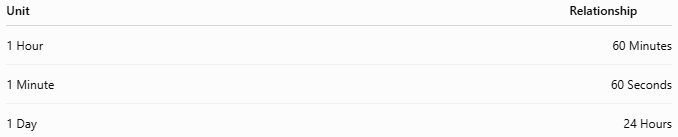 Unit Relationship
1 Hour 60 Minutes
1 Minute 60 Seconds
1 Day 24 Hours